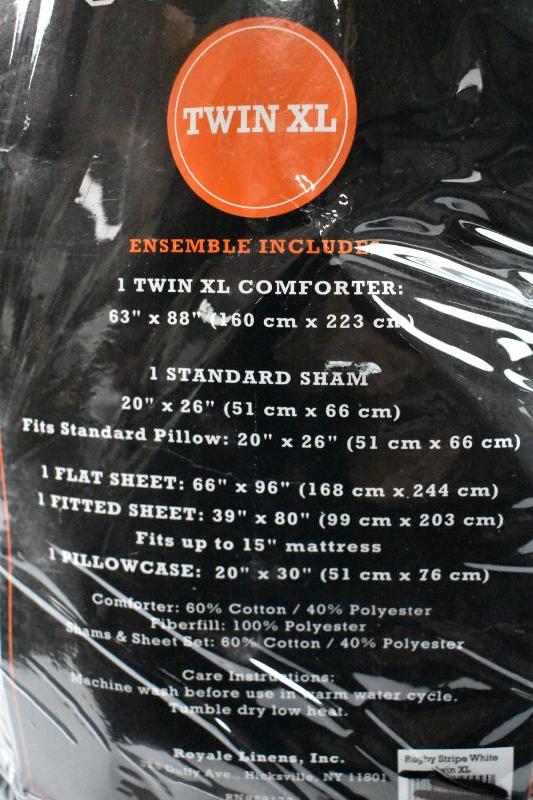 TWIN XL
ENSEMBLE INCLUDES
1 TWIN XL COMFORTER:
63" x 88" (160 cm x 223 cm)
1 STANDARD SHAM
20" x 26" (51 cm x 66 cm)
Fits Standard Pillow: 20" x 26" (51 cm x 66 cm)
1 FLAT SHEET: 66" x 96" (168 cm x 244 cm)
1 FITTED SHEET: 39" x 80" (99 cm x 203 cm)
Fits up to 15" mattress
1 PILLOWCASE: 20" x 30" (51 cm x 76 cm)
Comforter: 60% Cotton / 40% Polyester
Fiberfill: 100% Polyester
Shams & Sheet Set: 60% Cotton / 40% Polyester
Care Instructions:
Machine wash before use in warm water cycle.
Tumble dry low heat.
Royale Linens, Inc.
Duffy Ave., Hicksville, NY 11801
Rugby Stripe White
Twin XL